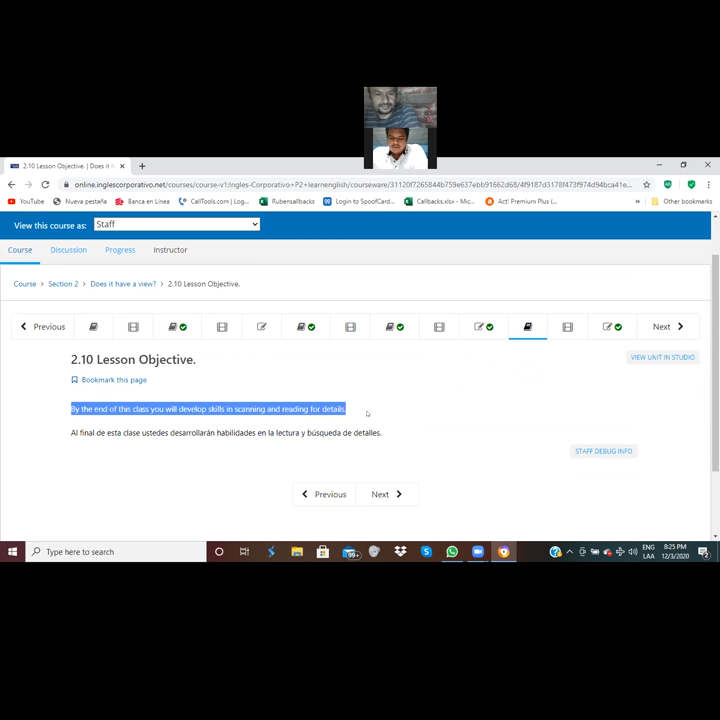 2.10 Lesson Objective. | Does it h
online.inglescorporativo.net/courses/course-v1:Ingles-Corporativo+P2+learnenglish/courseware/31120f7265844b759e637ebb91662d68/4f9187d3178f473f974d94bca41e...
YouTube Nueva pestaña Banca en Línea CallTools.com | Log... Rubensallbacks Login to SpoofCard... Callbacks.xlsx - Mic... Act! Premium Plus (... » Other bookmarks
View this course as: Staff
Course Discussion Progress Instructor
Course > Section 2 > Does it have a view? > 2.10 Lesson Objective.
Previous Next
2.10 Lesson Objective.
VIEW UNIT IN STUDIO
Bookmark this page
By the end of this class you will develop skills in scanning and reading for details.
Al final de esta clase ustedes desarrollarán habilidades en la lectura y búsqueda de detalles.
STAFF DEBUG INFO
Previous Next
Type here to search 99+ ENG 8:25 PM
LAA 12/3/2020